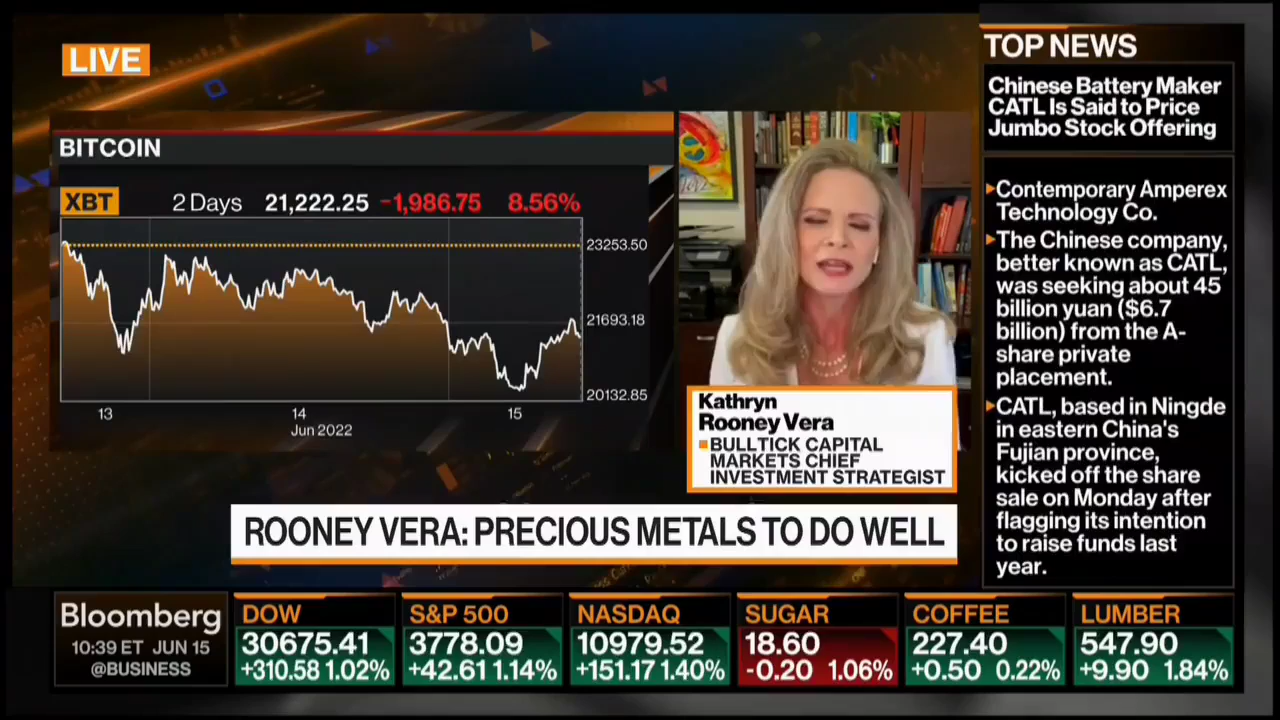 LIVE
BITCOIN
XBT 2 Days 21,222.25 -1,986.75 8.56%
23253.50
21693.18
20132.85
13 14 15
Jun 2022
Kathryn
Rooney Vera
BULLTICK CAPITAL
MARKETS CHIEF
INVESTMENT STRATEGIST
ROONEY VERA: PRECIOUS METALS TO DO WELL
TOP NEWS
Chinese Battery Maker
CATL Is Said to Price
Jumbo Stock Offering
Contemporary Amperex
Technology Co.
The Chinese company,
better known as CATL,
was seeking about 45
billion yuan ($6.7
billion) from the A-
share private
placement.
CATL, based in Ningde
in eastern China's
Fujian province,
kicked off the share
sale on Monday after
flagging its intention
to raise funds last
year.
Bloomberg
10:39 ET JUN 15
@BUSINESS
DOW
30675.41
+310.58 1.02%
S&P 500
3778.09
+42.61 1.14%
NASDAQ
10979.52
+151.17 1.40%
SUGAR
18.60
-0.20 1.06%
COFFEE
227.40
+0.50 0.22%
LUMBER
547.90
+9.90 1.84%